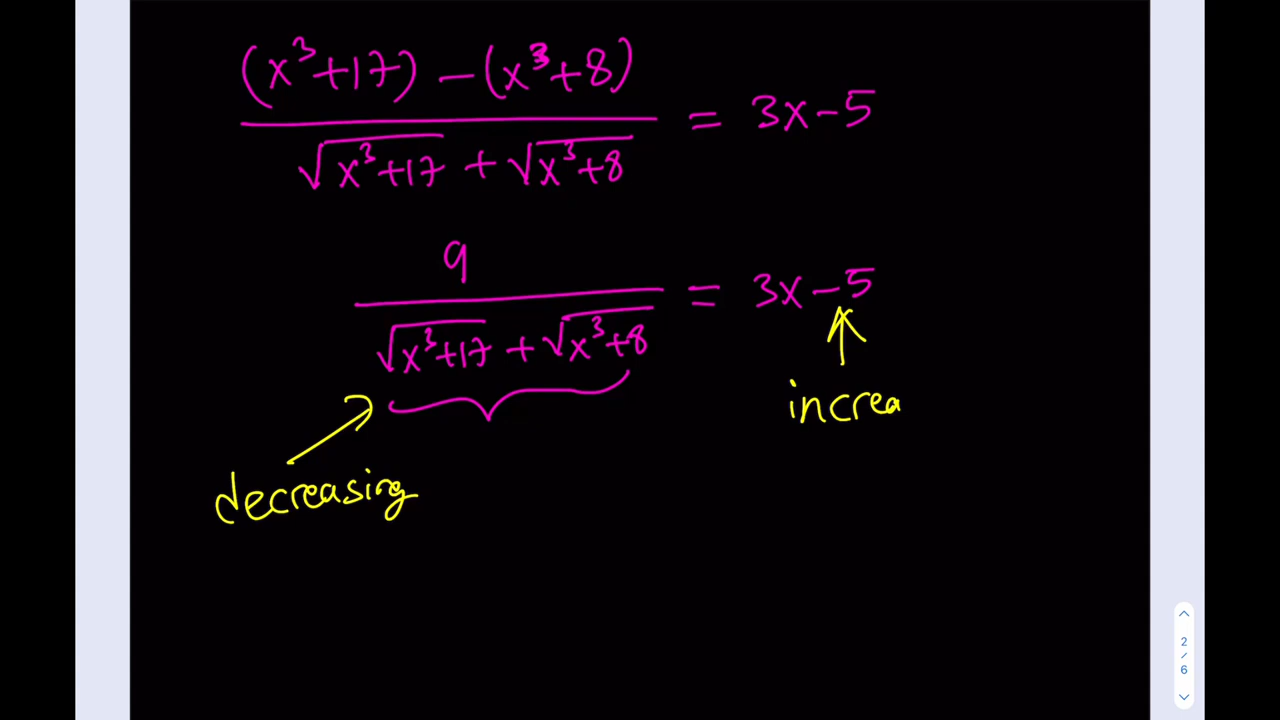 (x³+17) – (x³+8)
= 3x–5
√x³+17 + √x³+8
9
= 3x–5
√x³+17 + √x³+8
increa
decreasing
2
/
6